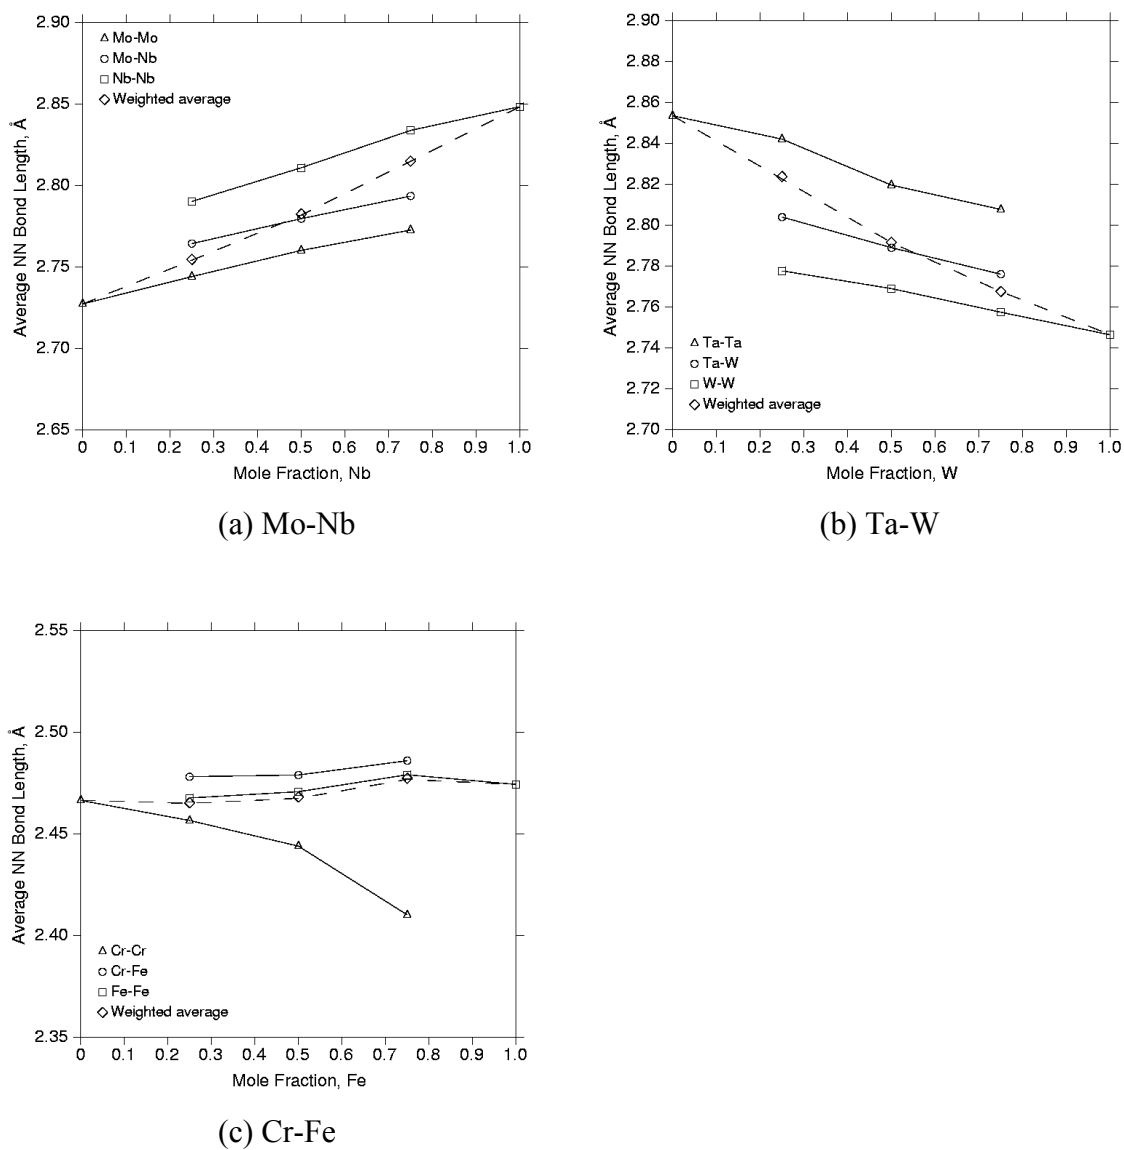 2.90
2.85
2.80
2.75
2.70
2.65
Average NN Bond Length, Å
Mo-Mo
Mo-Nb
Nb-Nb
Weighted average
0 0.1 0.2 0.3 0.4 0.5 0.6 0.7 0.8 0.9 1.0
Mole Fraction, Nb
(a) Mo-Nb
2.90
2.88
2.86
2.84
2.82
2.80
2.78
2.76
2.74
2.72
2.70
Average NN Bond Length, Å
Ta-Ta
Ta-W
W-W
Weighted average
0 0.1 0.2 0.3 0.4 0.5 0.6 0.7 0.8 0.9 1.0
Mole Fraction, W
(b) Ta-W
2.55
2.50
2.45
2.40
2.35
Average NN Bond Length, Å
Cr-Cr
Cr-Fe
Fe-Fe
Weighted average
0 0.1 0.2 0.3 0.4 0.5 0.6 0.7 0.8 0.9 1.0
Mole Fraction, Fe
(c) Cr-Fe